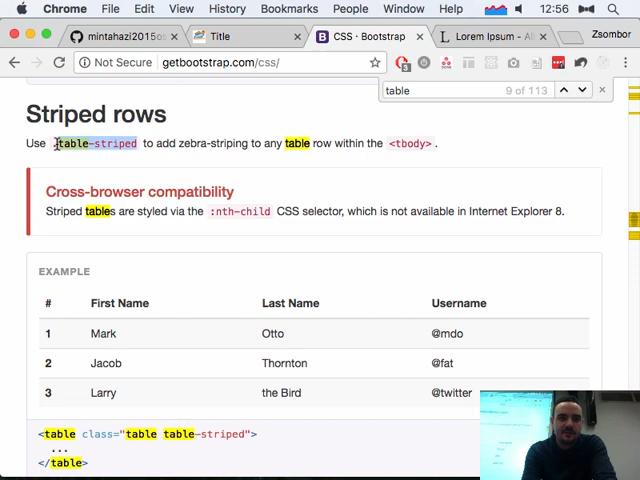 Chrome File Edit View History Bookmarks People Window Help 12:56
mintahazi2015os Title CSS · Bootstrap Lorem Ipsum - All Zsombor
Not Secure getbootstrap.com/css/
table 9 of 113
Striped rows
Use .table-striped to add zebra-striping to any table row within the <tbody>.
Cross-browser compatibility
Striped tables are styled via the :nth-child CSS selector, which is not available in Internet Explorer 8.
EXAMPLE
# First Name Last Name Username
1 Mark Otto @mdo
2 Jacob Thornton @fat
3 Larry the Bird @twitter
<table class="table table-striped">
...
</table>